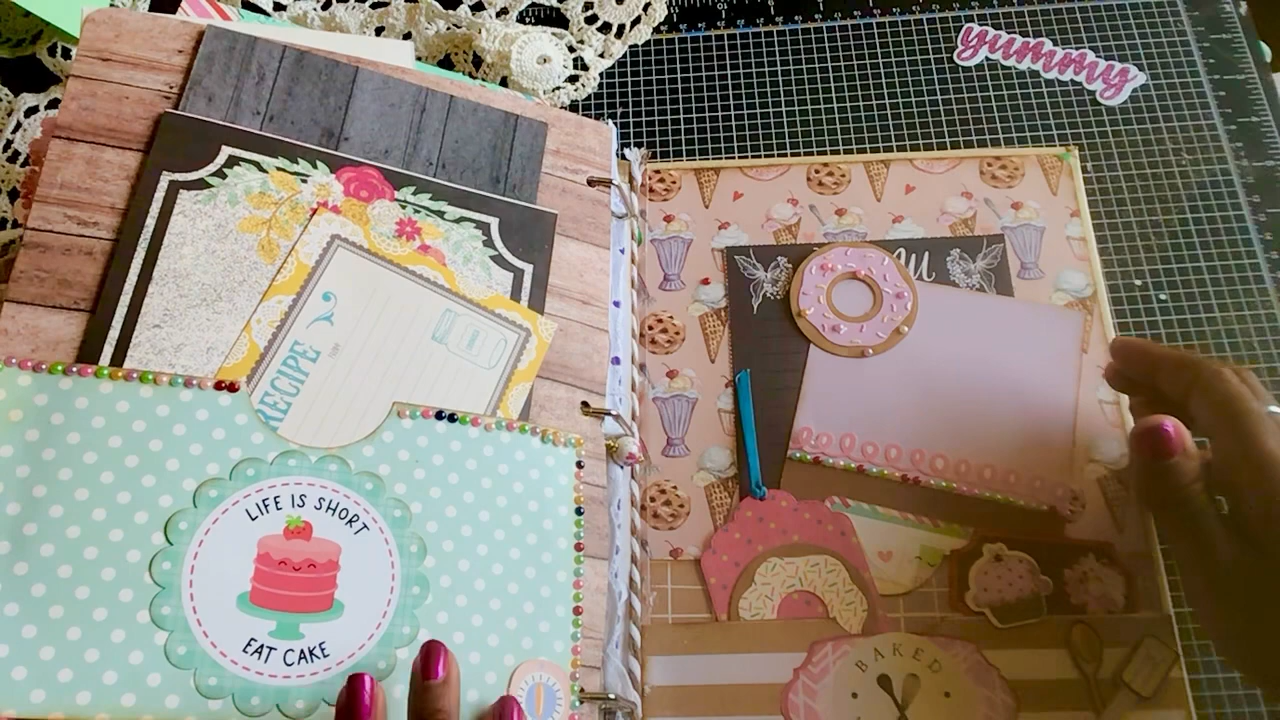 yummy
RECIPE
LIFE IS SHORT
EAT CAKE
BAKED